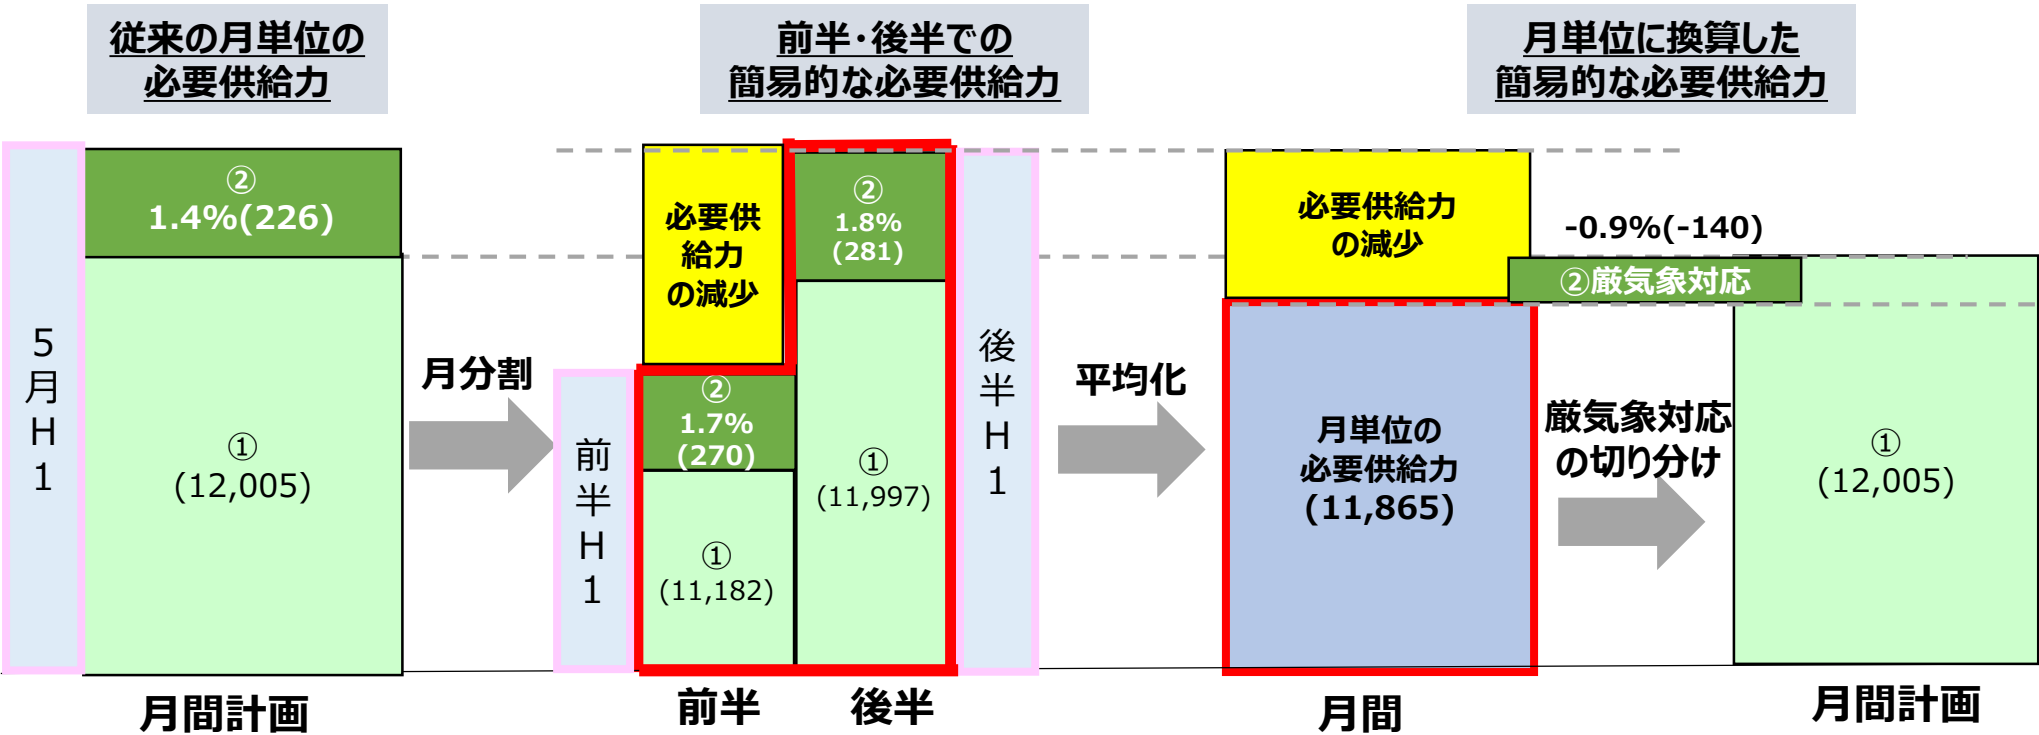 従来の月単位の
必要供給力
前半・後半での
簡易的な必要供給力
月単位に換算した
簡易的な必要供給力
5
月
H
1
②
1.4%(226)
①
(12,005)
月間計画
月分割
前
半
H
1
必要供
給力
の減少
②
1.7%
(270)
①
(11,182)
前半
②
1.8%
(281)
①
(11,997)
後半
後
半
H
1
平均化
必要供給力
の減少
月単位の
必要供給力
(11,865)
月間
-0.9%(-140)
②厳気象対応
厳気象対応
の切り分け
①
(12,005)
月間計画